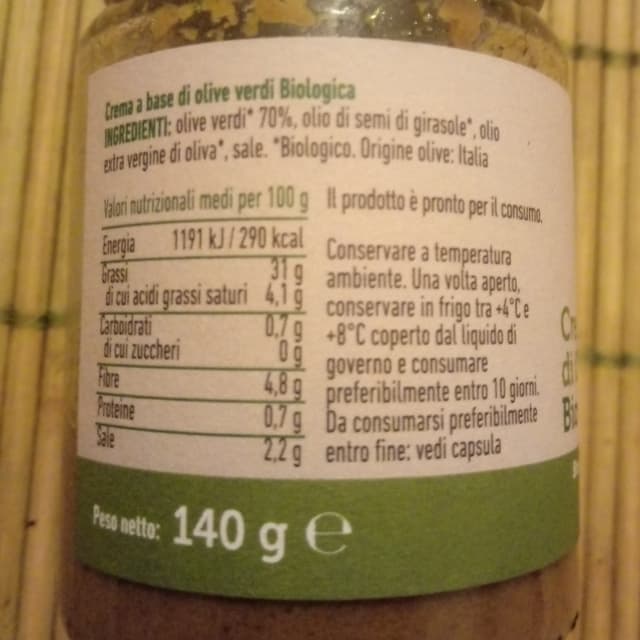 Crema a base di olive verdi Biologica
INGREDIENTI: olive verdi* 70%, olio di semi di girasole*, olio
extra vergine di oliva*, sale. *Biologico. Origine olive: Italia
Valori nutrizionali medi per 100 g
Energia 1191 kJ / 290 kcal
Grassi 31 g
di cui acidi grassi saturi 4,1 g
Carboidrati 0,7 g
di cui zuccheri 0 g
Fibre 4,8 g
Proteine 0,7 g
Sale 2,2 g
Il prodotto è pronto per il consumo.
Conservare a temperatura
ambiente. Una volta aperto,
conservare in frigo tra +4°C e
+8°C coperto dal liquido di
governo e consumare
preferibilmente entro 10 giorni.
Da consumarsi preferibilmente
entro fine: vedi capsula
Peso netto: 140 g e